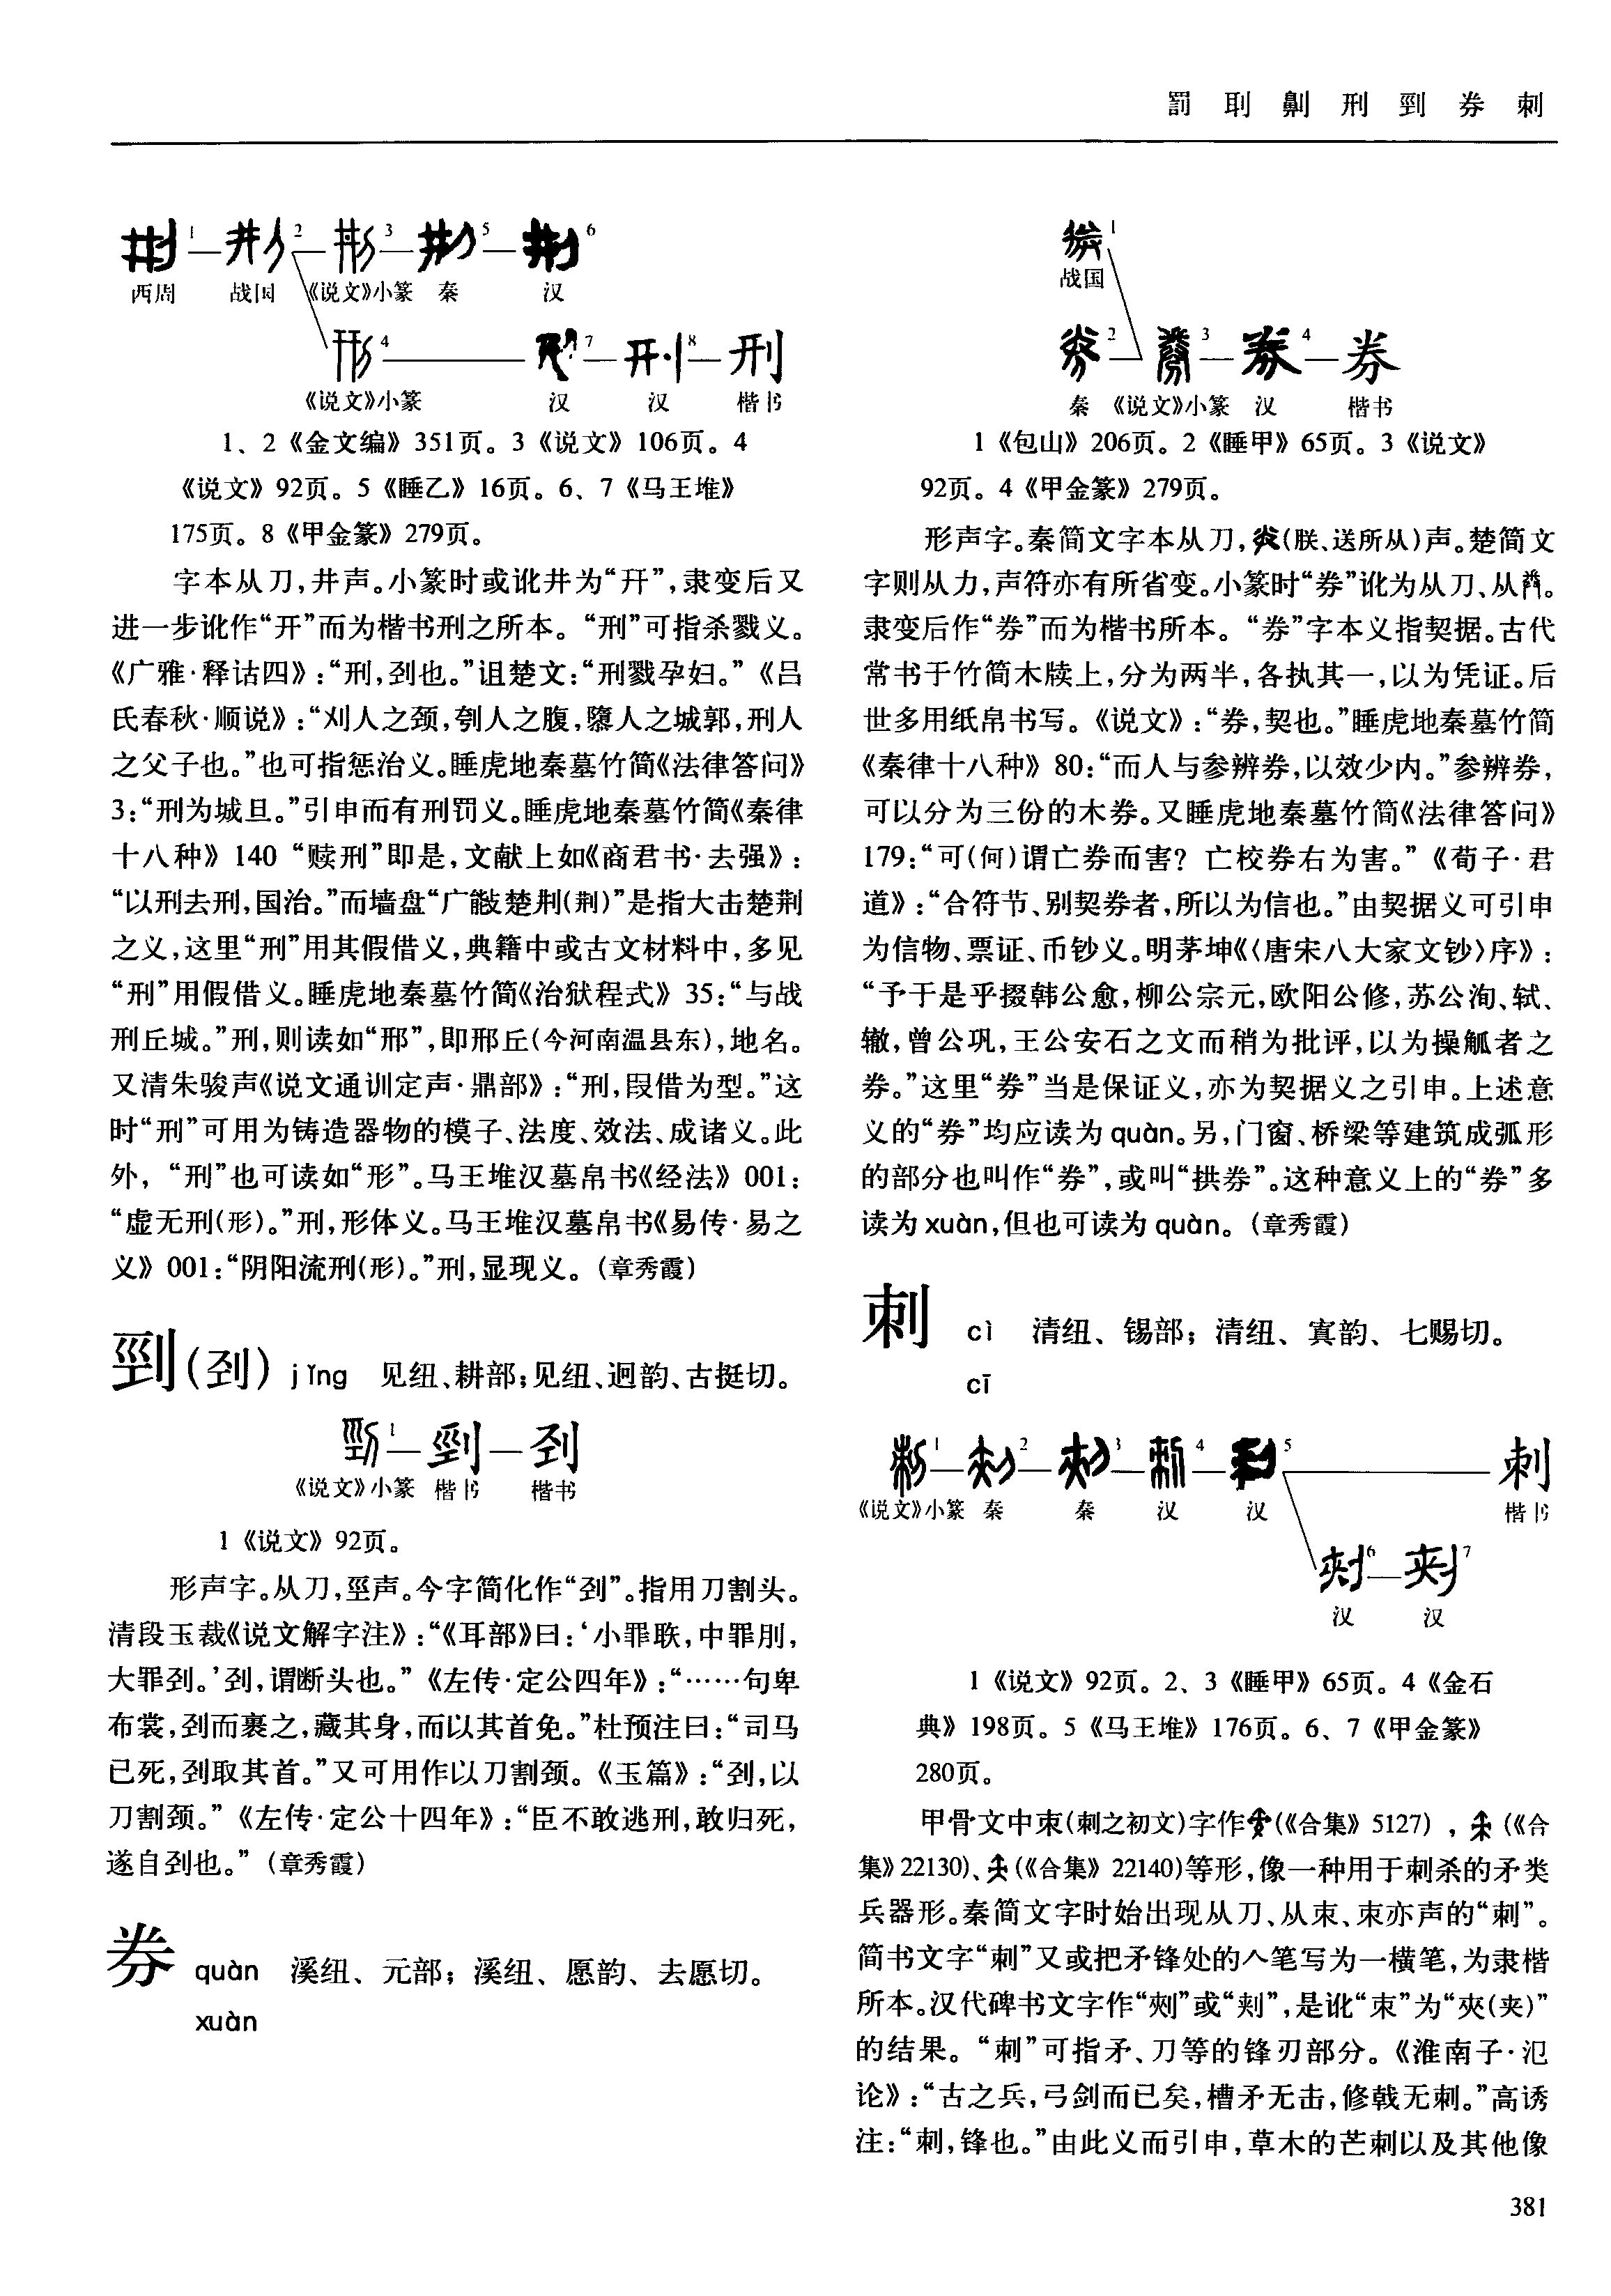 罰 刵 劓 刑 剄 券 刺
1 2 3 5 6
西周 战国 《说文》小篆 秦 汉
4 7 8 刑
《说文》小篆 汉 汉 楷书
1、2《金文编》351页。3《说文》106页。4
《说文》92页。5《睡乙》16页。6、7《马王堆》
175页。8《甲金篆》279页。
字本从刀,井声。小篆时或讹井为“幵”,隶变后又
进一步讹作“开”而为楷书刑之所本。“刑”可指杀戮义。
《广雅·释诂四》:“刑,刭也。”诅楚文:“刑戮孕妇。”《吕
氏春秋·顺说》:“刈人之颈,刳人之腹,隳人之城郭,刑人
之父子也。”也可指惩治义。睡虎地秦墓竹简《法律答问》
3:“刑为城旦。”引申而有刑罚义。睡虎地秦墓竹简《秦律
十八种》140“赎刑”即是,文献上如《商君书·去强》:
“以刑去刑,国治。”而墙盘“广楚刑(荆)”是指大击楚荆
之义,这里“刑”用其假借义,典籍中或古文材料中,多见
“刑”用假借义。睡虎地秦墓竹简《治狱程式》35:“与战
刑丘城。”刑,则读如“邢”,即邢丘(今河南温县东),地名。
又清朱骏声《说文通训定声·鼎部》:“刑,叚借为型。”这
时“刑”可用为铸造器物的模子、法度、效法、成诸义。此
外,“刑”也可读如“形”。马王堆汉墓帛书《经法》001:
“虚无刑(形)。”刑,形体义。马王堆汉墓帛书《易传·易之
义》001:“阴阳流刑(形)。”刑,显现义。(章秀霞)
剄(刭) jǐng 见纽、耕部;见纽、迥韵、古挺切。
1 剄 刭
《说文》小篆 楷书 楷书
1《说文》92页。
形声字。从刀,巠声。今字简化作“刭”。指用刀割头。
清段玉裁《说文解字注》:“《耳部》曰:‘小罪聅,中罪刖,
大罪刭。’刭,谓断头也。”《左传·定公四年》:“……句卑
布裳,刭而裹之,藏其身,而以其首免。”杜预注曰:“司马
已死,刭取其首。”又可用作以刀割颈。《玉篇》:“刭,以
刀割颈。”《左传·定公十四年》:“臣不敢逃刑,敢归死,
遂自刭也。”(章秀霞)
券 quàn 溪纽、元部;溪纽、愿韵、去愿切。
xuàn
1
战国
2 3 4 券
秦 《说文》小篆 汉 楷书
1《包山》206页。2《睡甲》65页。3《说文》
92页。4《甲金篆》279页。
形声字。秦简文字本从刀,(朕、送所从)声。楚简文
字则从力,声符亦有所省变。小篆时“券”讹为从刀、从。
隶变后作“券”而为楷书所本。“券”字本义指契据。古代
常书于竹简木牍上,分为两半,各执其一,以为凭证。后
世多用纸帛书写。《说文》:“券,契也。”睡虎地秦墓竹简
《秦律十八种》80:“而人与参辨券,以效少内。”参辨券,
可以分为三份的木券。又睡虎地秦墓竹简《法律答问》
179:“可(何)谓亡券而害?亡校券右为害。”《荀子·君
道》:“合符节、别契券者,所以为信也。”由契据义可引申
为信物、票证、币钞义。明茅坤《〈唐宋八大家文钞〉序》:
“予于是乎掇韩公愈,柳公宗元,欧阳公修,苏公洵、轼、
辙,曾公巩,王公安石之文而稍为批评,以为操觚者之
券。”这里“券”当是保证义,亦为契据义之引申。上述意
义的“券”均应读为quàn。另,门窗、桥梁等建筑成弧形
的部分也叫作“券”,或叫“拱券”。这种意义上的“券”多
读为xuàn,但也可读为quàn。(章秀霞)
刺 cì 清纽、锡部;清纽、寘韵、七赐切。
cī
1 2 3 4 5 刺
《说文》小篆 秦 秦 汉 汉 楷书
6 7
汉 汉
1《说文》92页。2、3《睡甲》65页。4《金石
典》198页。5《马王堆》176页。6、7《甲金篆》
280页。
甲骨文中朿(刺之初文)字作(《合集》5127),(《合
集》22130)、(《合集》22140)等形,像一种用于刺杀的矛类
兵器形。秦简文字时始出现从刀、从朿、朿亦声的“刺”。
简书文字“刺”又或把矛锋处的笔写为一横笔,为隶楷
所本。汉代碑书文字作“㓨”或“刾”,是讹“朿”为“夾(夹)”
的结果。“刺”可指矛、刀等的锋刃部分。《淮南子·氾
论》:“古之兵,弓剑而已矣,槽矛无击,修戟无刺。”高诱
注:“刺,锋也。”由此义而引申,草木的芒刺以及其他像
381